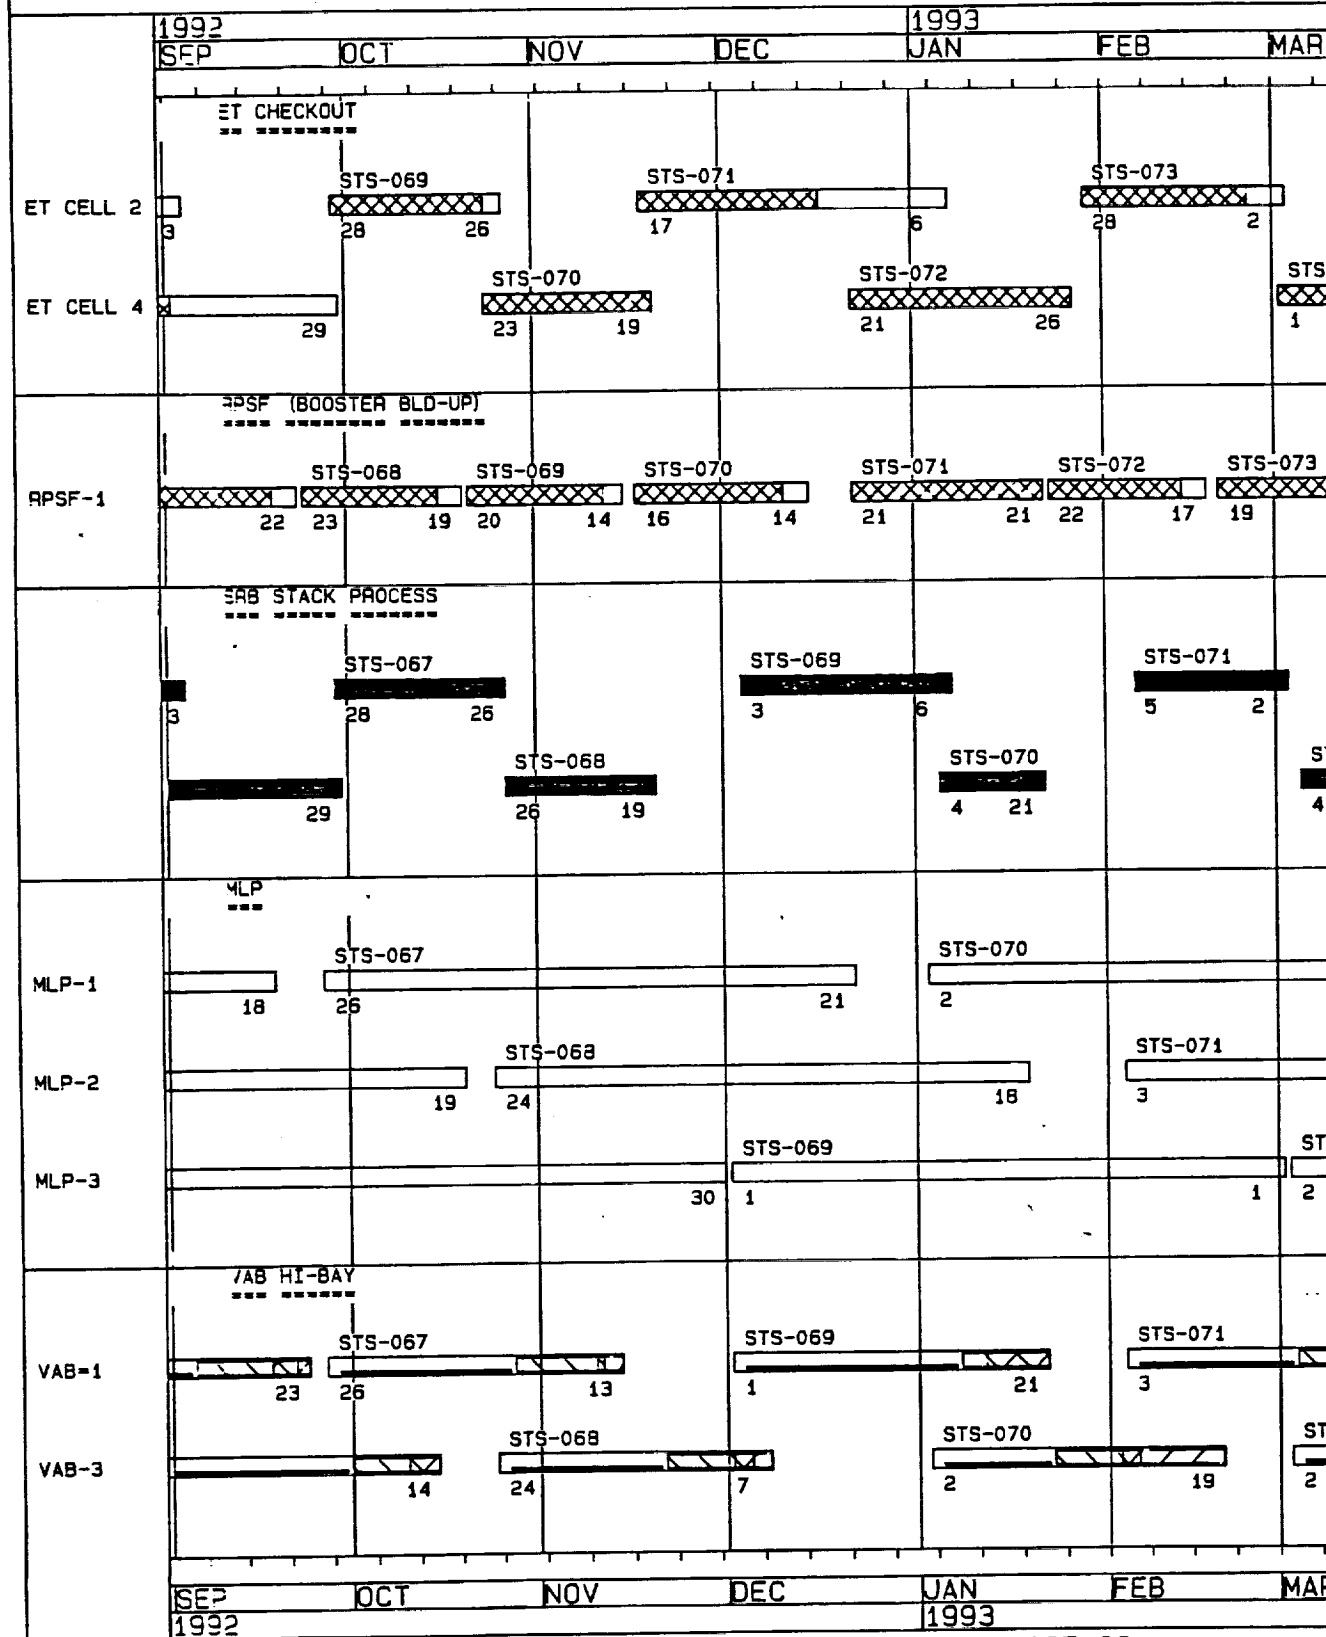 1992 1993
SEP OCT NOV DEC JAN FEB MAR
ET CHECKOUT
STS-069 STS-071 STS-073
ET CELL 2
3 28 26 17 6 28 2
STS-070 STS-072 STS
ET CELL 4
29 23 19 21 26 1
RPSF (BOOSTER BLD-UP)
STS-068 STS-069 STS-070 STS-071 STS-072 STS-073
RPSF-1
22 23 19 20 14 16 14 21 21 22 17 19
SRB STACK PROCESS
STS-067 STS-069 STS-071
3 28 26 3 6 5 2
STS-068 STS-070 ST
29 26 19 4 21 4
MLP
STS-067 STS-070
MLP-1
18 26 21 2
STS-068 STS-071
MLP-2
19 24 18 3
STS-069 ST
MLP-3
30 1 1 2
VAB HI-BAY
STS-067 STS-069 STS-071
VAB=1
23 26 13 1 21 3
STS-068 STS-070 ST
VAB-3
14 24 7 2 19 2
SEP OCT NOV DEC JAN FEB MAR
1992 1993